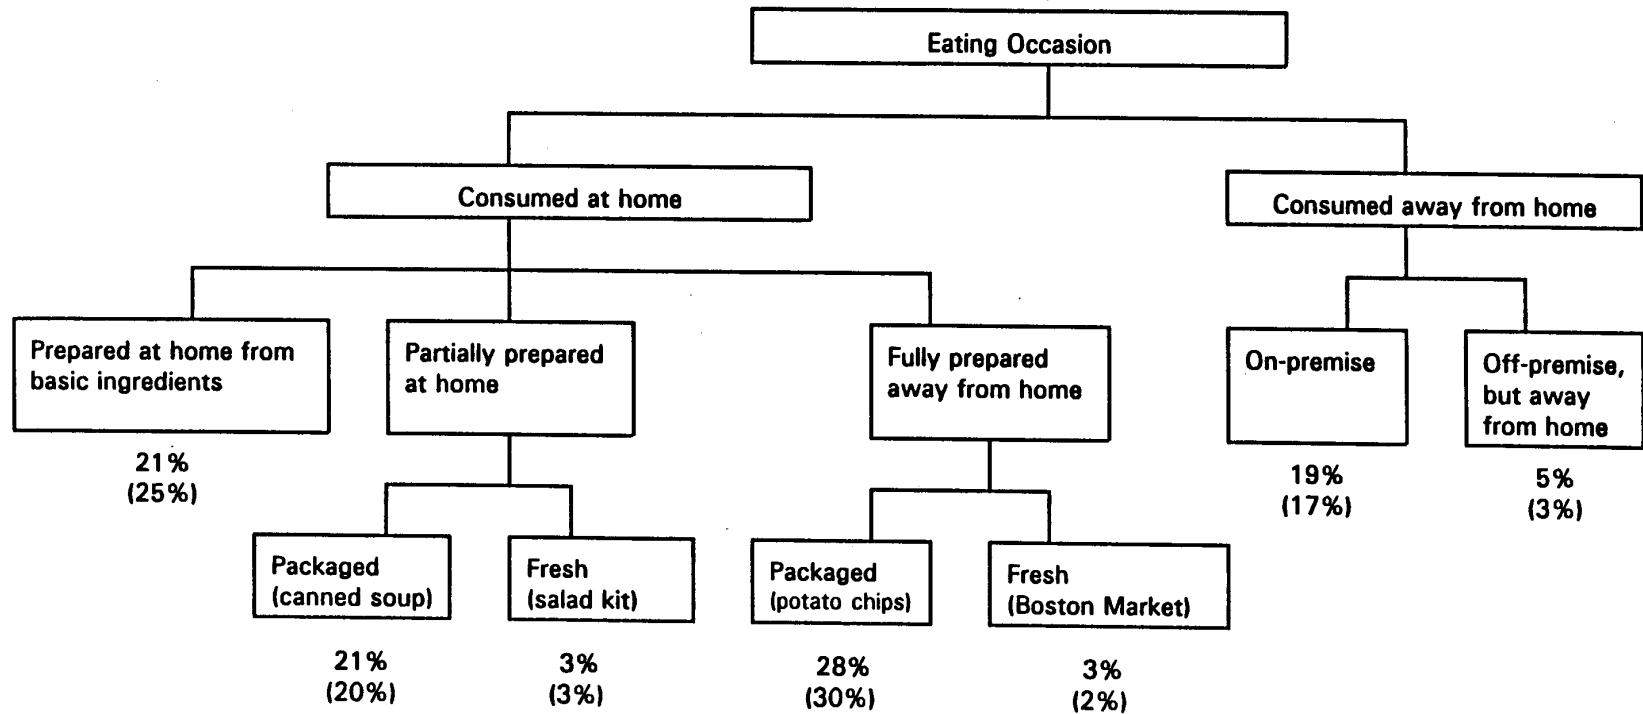 Eating Occasion
Consumed at home
Consumed away from home
Prepared at home from
basic ingredients
21%
(25%)
Partially prepared
at home
Fully prepared
away from home
On-premise
19%
(17%)
Off-premise,
but away
from home
5%
(3%)
Packaged
(canned soup)
21%
(20%)
Fresh
(salad kit)
3%
(3%)
Packaged
(potato chips)
28%
(30%)
Fresh
(Boston Market)
3%
(2%)